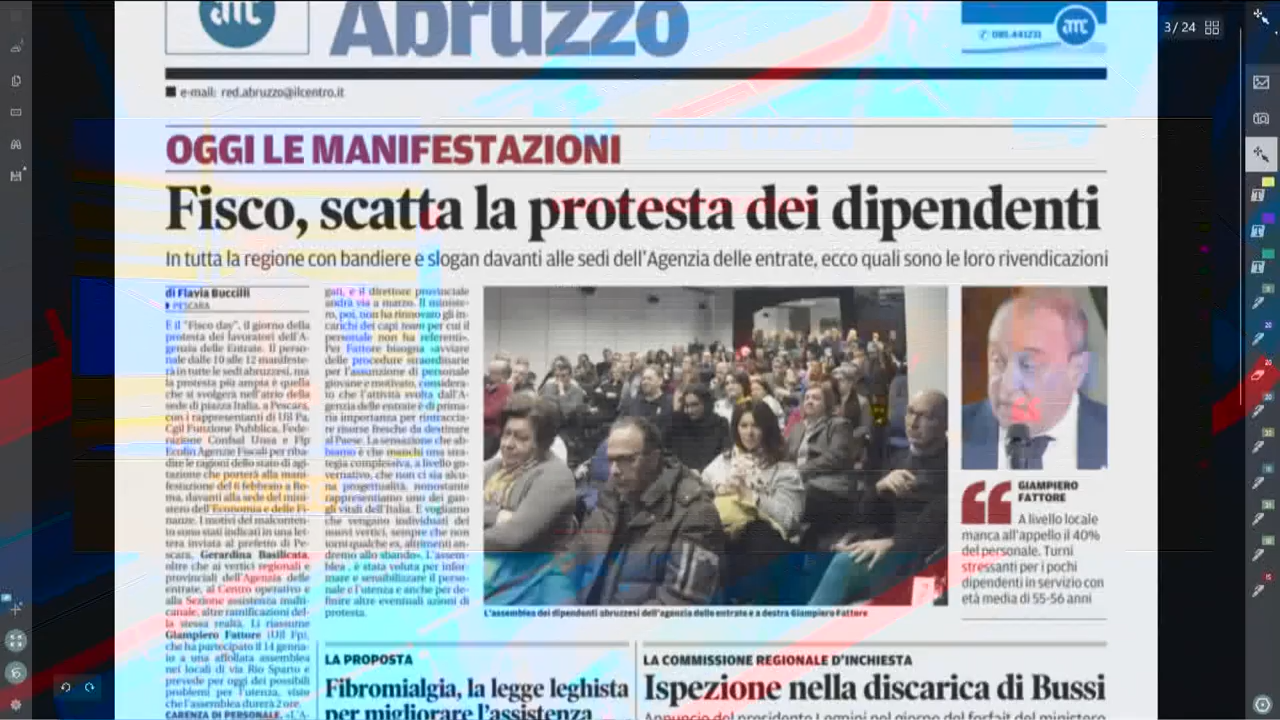 atc
Abruzzo
085.441231
atc
3 / 24
e-mail: red.abruzzo@ilcentro.it
OGGI LE MANIFESTAZIONI
Fisco, scatta la protesta dei dipendenti
In tutta la regione con bandiere e slogan davanti alle sedi dell'Agenzia delle entrate, ecco quali sono le loro rivendicazioni
di Flavia Buccilli
PESCARA
È il "Fisco day", il giorno della
protesta dei lavoratori dell'A-
genzia delle Entrate. Il perso-
nale dalle 10 alle 12 manifeste-
rà in tutte le sedi abruzzesi, ma
la protesta più ampia è quella
che si svolgerà nell'atrio della
sede di piazza Italia, a Pescara,
con i rappresentanti di Uil Pa,
Cgil Funzione Pubblica, Fede-
razione Confsal Unsa e Flp
Ecofin Agenzie Fiscali per riba-
dire le ragioni dello stato di agi-
tazione che porterà alla mani-
festazione del 6 febbraio a Ro-
ma, davanti alla sede del mini-
stero dell'Economia e delle Fi-
nanze. I motivi del malconten-
to sono stati indicati in una let-
tera inviata al prefetto di Pe-
scara, Gerardina Basilicata,
oltre che ai vertici regionali e
provinciali dell'Agenzia delle
entrate, al Centro operativo e
alla Sezione assistenza multi-
canale, altre ramificazioni del-
la stessa realtà. Li riassume
Giampiero Fattore (Uil Fp),
che ha partecipato il 14 genna-
io a una affollata assemblea
nei locali di via Rio Sparto e
prevede per oggi dei possibili
problemi per l'utenza, visto
che l'assemblea durerà 2 ore.
CARENZA DI PERSONALE. «L'A-
gati, e il direttore provinciale
andrà via a marzo. Il ministe-
ro, poi, non ha rinnovato gli in-
carichi dei capi team per cui il
personale non ha referenti».
Per Fattore bisogna «avviare
delle procedure straordinarie
per l'assunzione di personale
giovane e motivato, considera-
to che l'attività svolta dall'A-
genzia delle entrate è di prima-
ria importanza per rintraccia-
re risorse fresche da destinare
al Paese. La sensazione che ab-
biamo è che manchi una stra-
tegia complessiva, a livello go-
vernativo, che non ci sia alcu-
na progettualità, nonostante
rappresentiamo uno dei gan-
gli vitali dell'Italia. E vogliamo
che vengano individuati dei
nuovi vertici, sempre che non
torni qualche ex, altrimenti an-
dremo allo sbando». L'assem-
blea , è stata voluta per infor-
mare e sensibilizzare il perso-
nale e l'utenza e anche per de-
finire altre eventuali azioni di
protesta.
L'assemblea dei dipendenti abruzzesi dell'agenzia delle entrate e a destra Giampiero Fattore
GIAMPIERO
FATTORE
A livello locale
manca all'appello il 40%
del personale. Turni
stressanti per i pochi
dipendenti in servizio con
età media di 55-56 anni
LA PROPOSTA
Fibromialgia, la legge leghista
per migliorare l'assistenza
LA COMMISSIONE REGIONALE D'INCHIESTA
Ispezione nella discarica di Bussi
Annuncio del presidente Legnini nel giorno del forfait del ministero